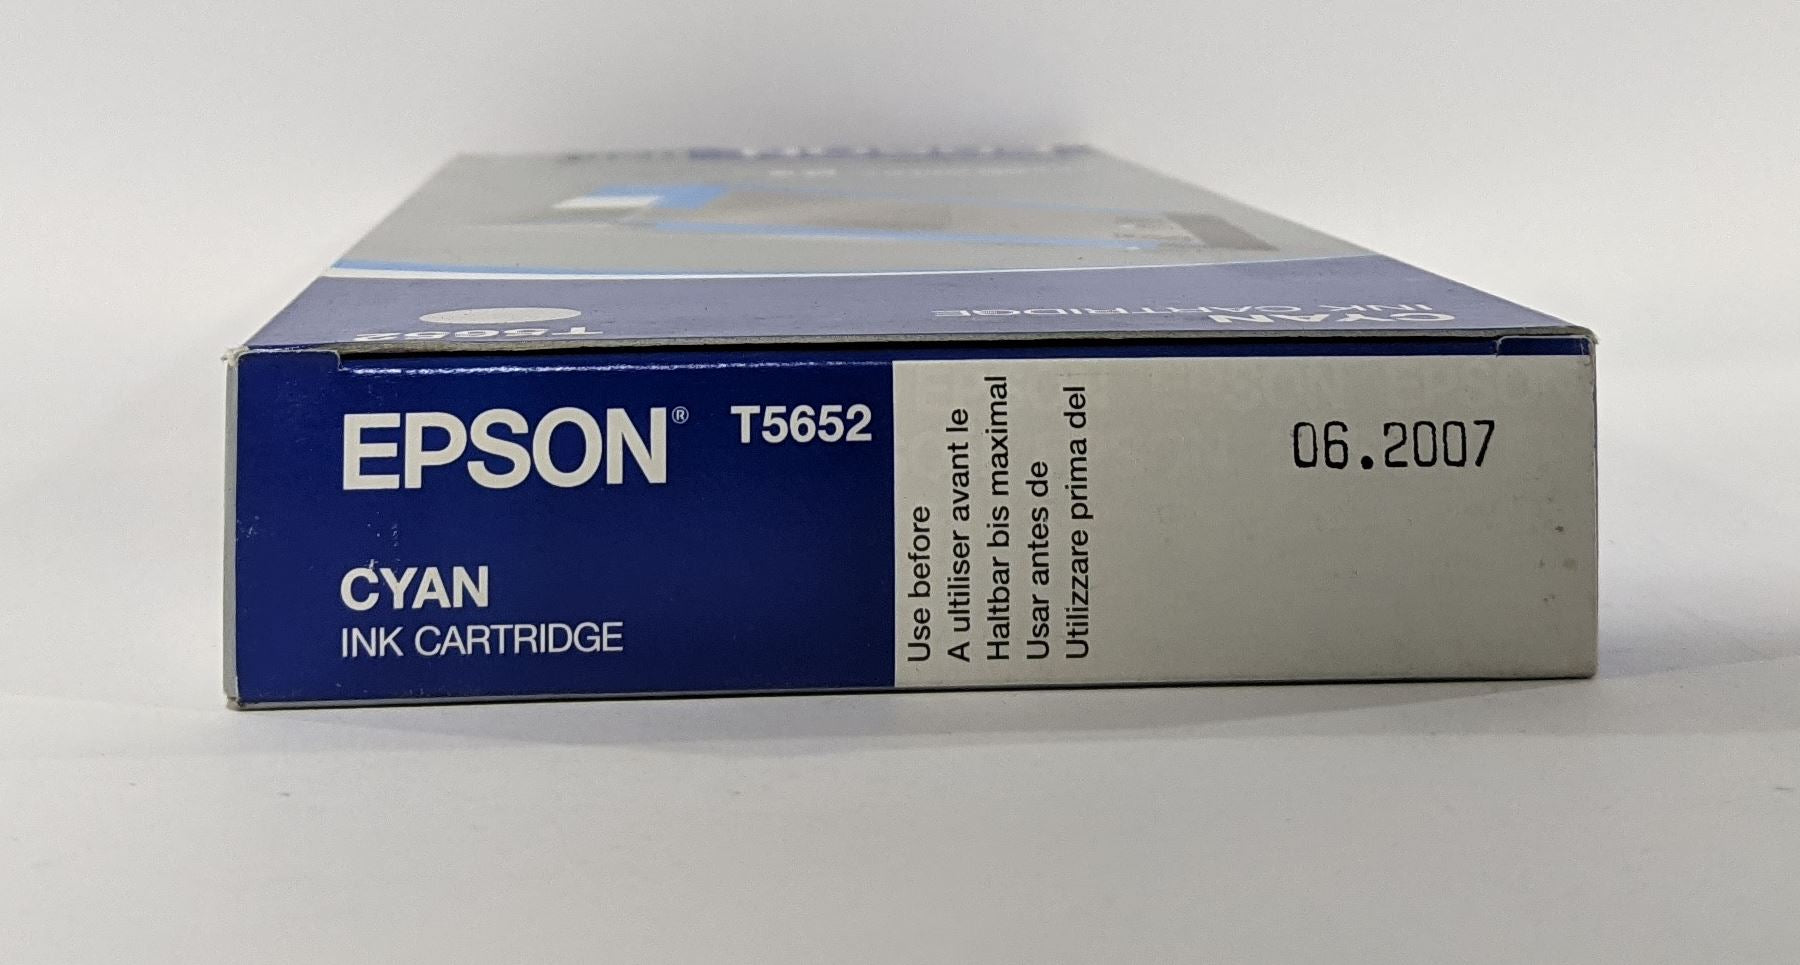 CYAN
INK CARTRIDGE
T5652
EPSON® T5652
CYAN
INK CARTRIDGE
Use before
A ultiliser avant le
Haltbar bis maximal
Usar antes de
Utilizzare prima del
06.2007